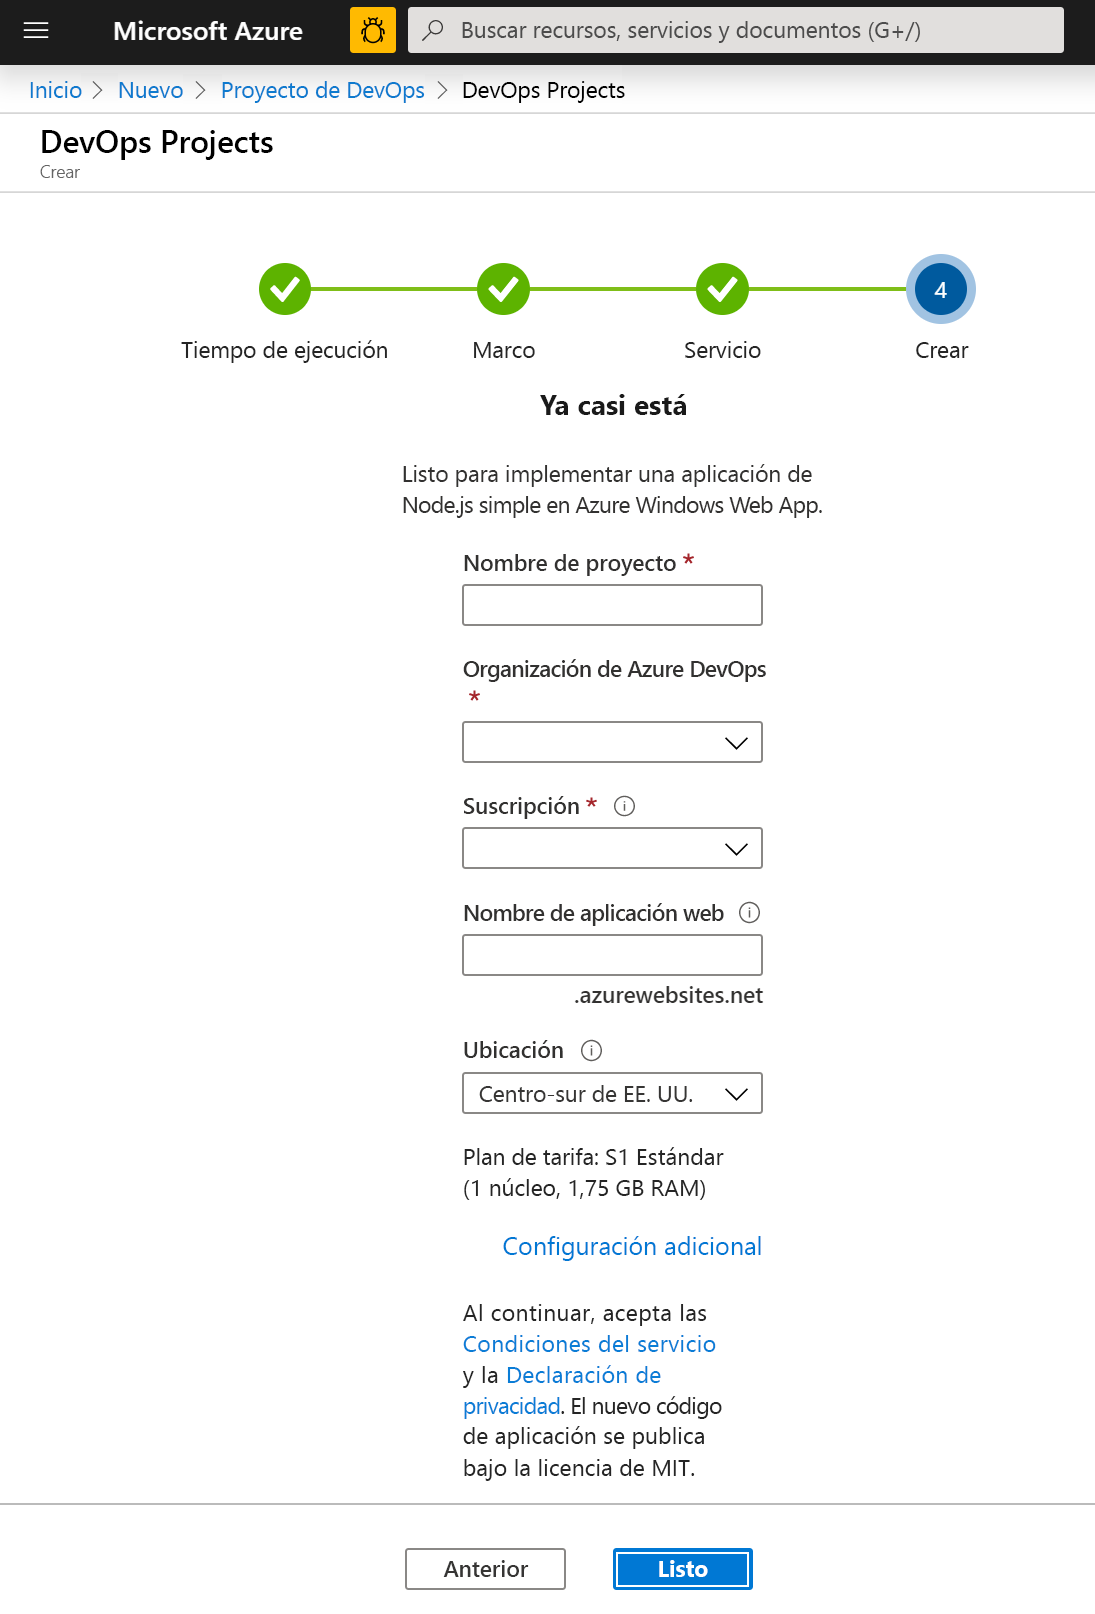 Microsoft Azure
Buscar recursos, servicios y documentos (G+/)
Inicio > Nuevo > Proyecto de DevOps > DevOps Projects
DevOps Projects
Crear
4
Tiempo de ejecución
Marco
Servicio
Crear
Ya casi está
Listo para implementar una aplicación de
Node.js simple en Azure Windows Web App.
Nombre de proyecto *
Organización de Azure DevOps
*
Suscripción *
Nombre de aplicación web
.azurewebsites.net
Ubicación
Centro-sur de EE. UU.
Plan de tarifa: S1 Estándar
(1 núcleo, 1,75 GB RAM)
Configuración adicional
Al continuar, acepta las
Condiciones del servicio
y la Declaración de
privacidad. El nuevo código
de aplicación se publica
bajo la licencia de MIT.
Anterior
Listo